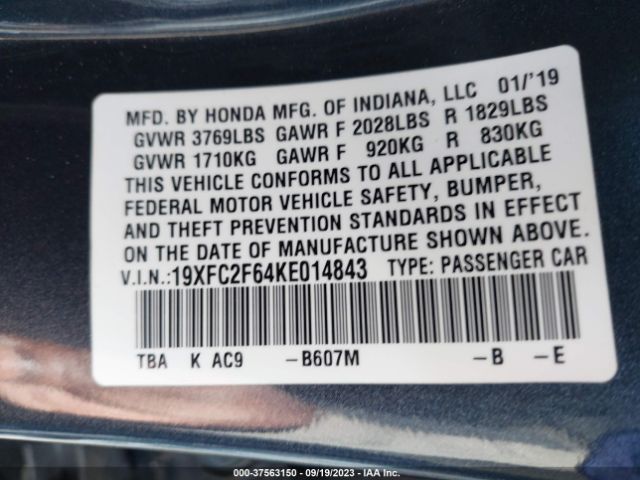 MFD. BY HONDA MFG. OF INDIANA, LLC 01/'19
GVWR 3769LBS GAWR F 2028LBS R 1829LBS
GVWR 1710KG GAWR F 920KG R 830KG
THIS VEHICLE CONFORMS TO ALL APPLICABLE
FEDERAL MOTOR VEHICLE SAFETY, BUMPER,
AND THEFT PREVENTION STANDARDS IN EFFECT
ON THE DATE OF MANUFACTURE SHOWN ABOVE.
V.I.N.:19XFC2F64KE014843 TYPE: PASSENGER CAR
TBA K AC9 -B607M -B -E
000-37563150 - 09/19/2023 - IAA Inc.